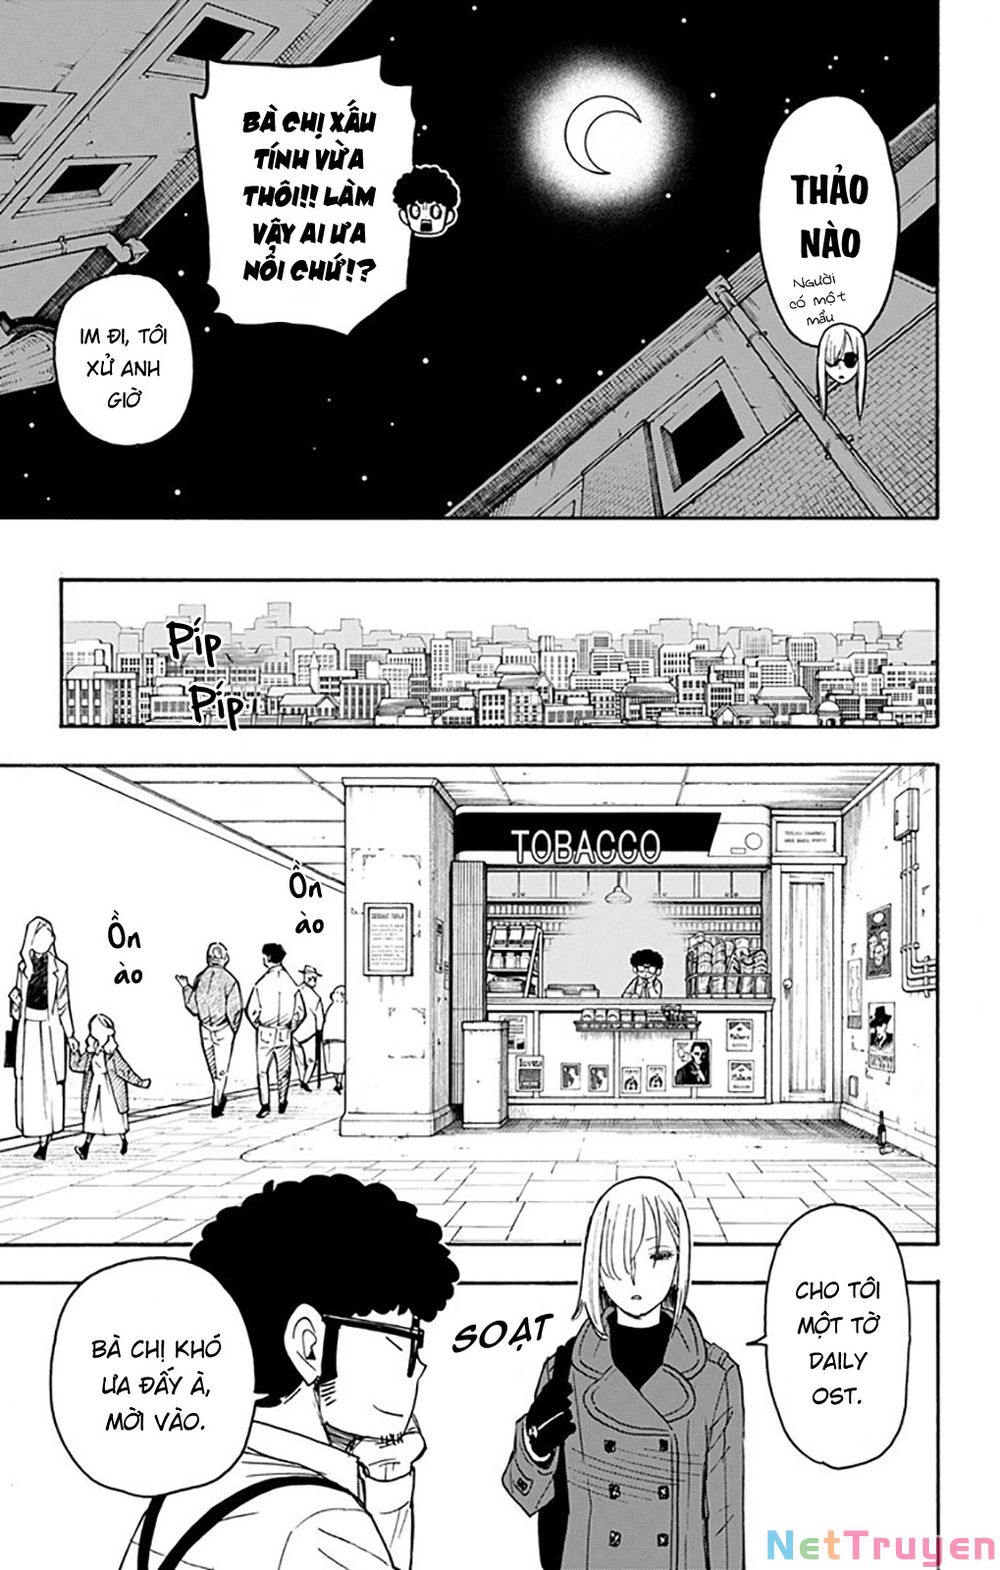 THẢO
NÀO
NGƯỜI
CÓ MỘT
MẨU
BÀ CHỊ XẤU
TÍNH VỪA
THÔI!! LÀM
VẬY AI ƯA
NỔI CHỨ!?
IM ĐI, TÔI
XỬ ANH
GIỜ
Píp
Píp
TOBACCO
ỒN
ÀO
ỒN
ÀO
CHO TÔI
MỘT TỜ
DAILY
OST.
SOẠT
BÀ CHỊ KHÓ
ƯA ĐẤY À,
MỜI VÀO.
NetTruyen